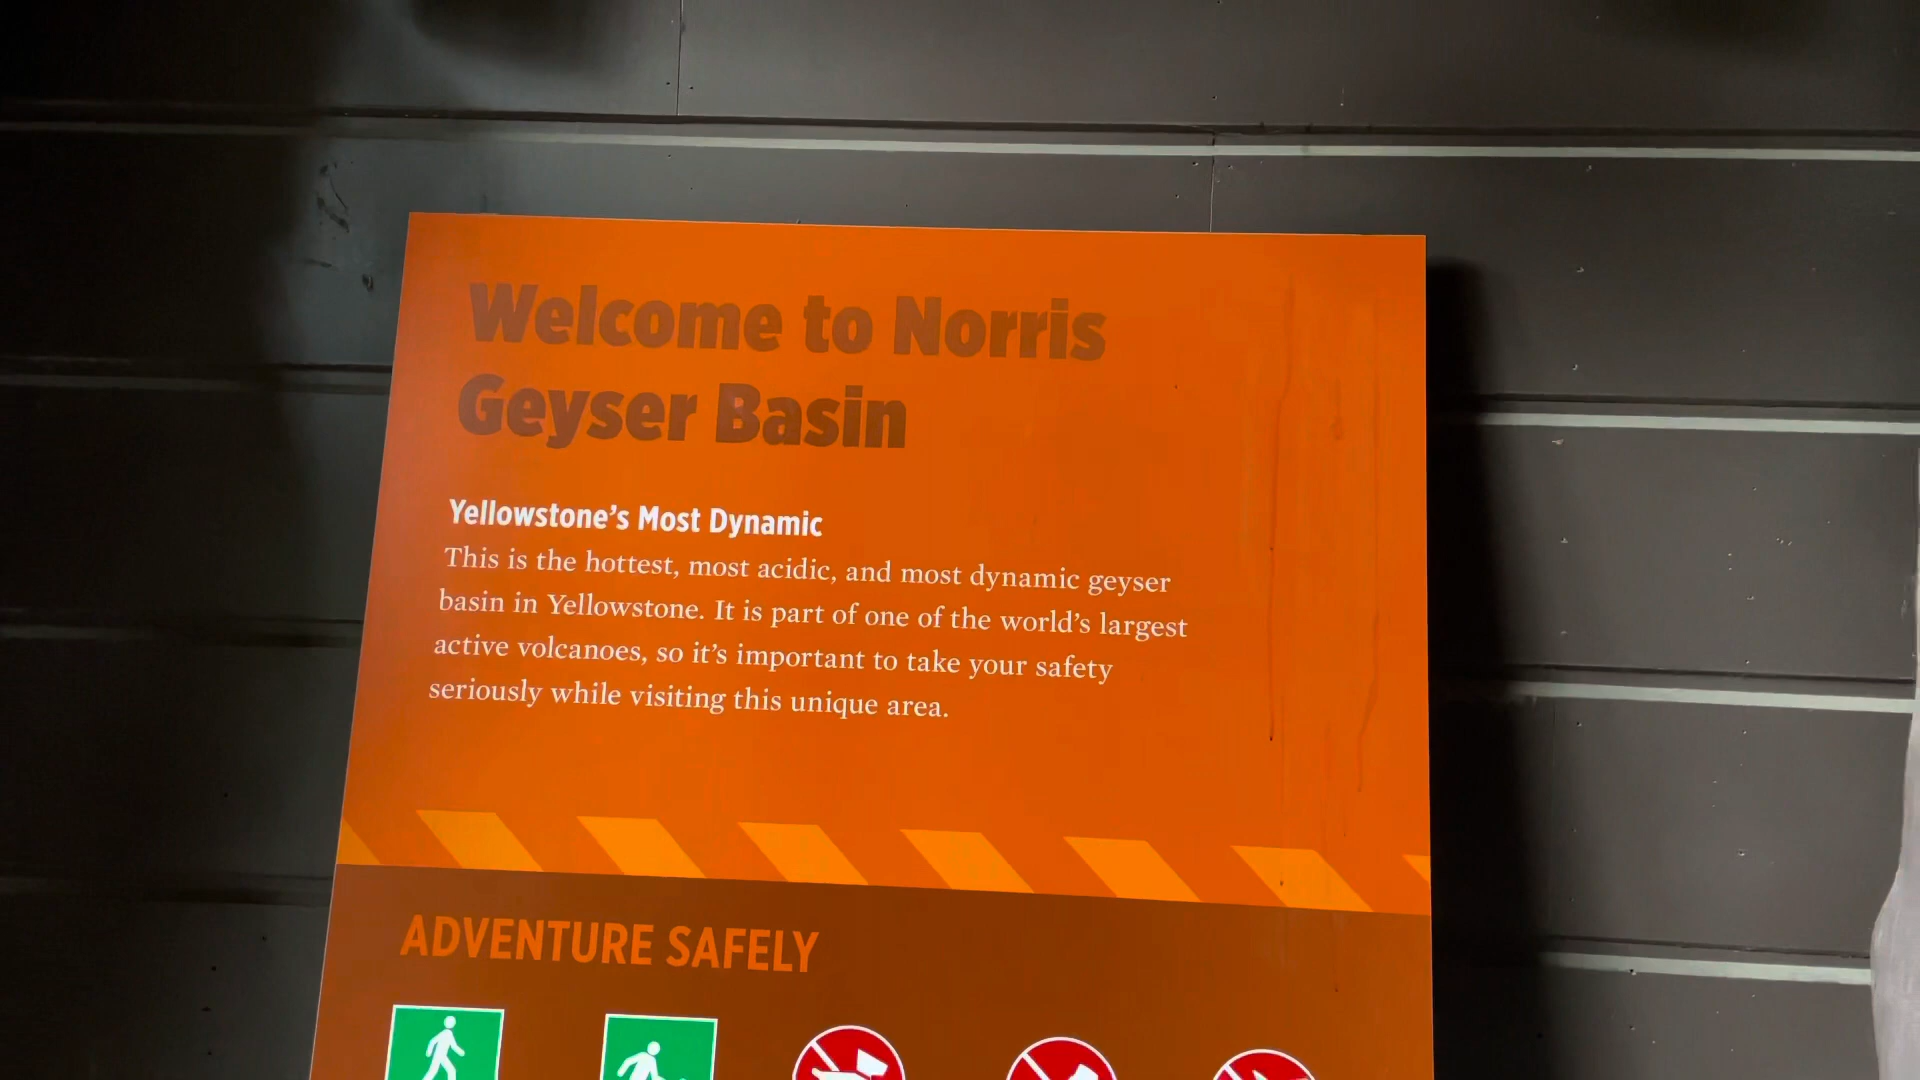 Welcome to Norris
Geyser Basin
Yellowstone’s Most Dynamic
This is the hottest, most acidic, and most dynamic geyser
basin in Yellowstone. It is part of one of the world’s largest
active volcanoes, so it’s important to take your safety
seriously while visiting this unique area.
ADVENTURE SAFELY